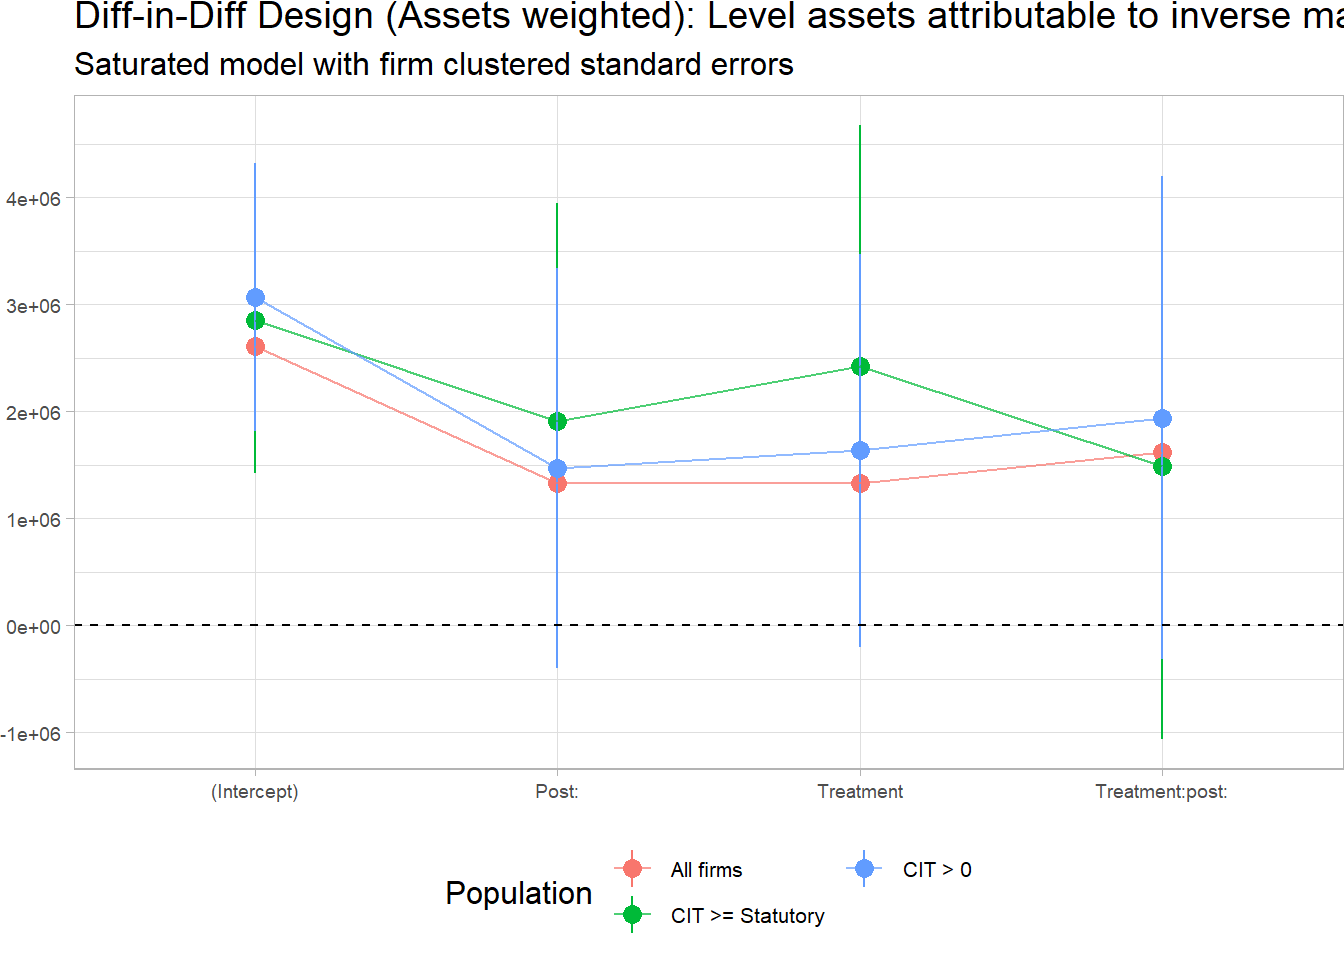 Diff-in-Diff Design (Assets weighted): Level assets attributable to inverse
Saturated model with firm clustered standard errors
4e+06
3e+06
2e+06
1e+06
0e+00
-1e+06
(Intercept) Post: Treatment Treatment:post:
Population
All firms CIT > 0
CIT >= Statutory